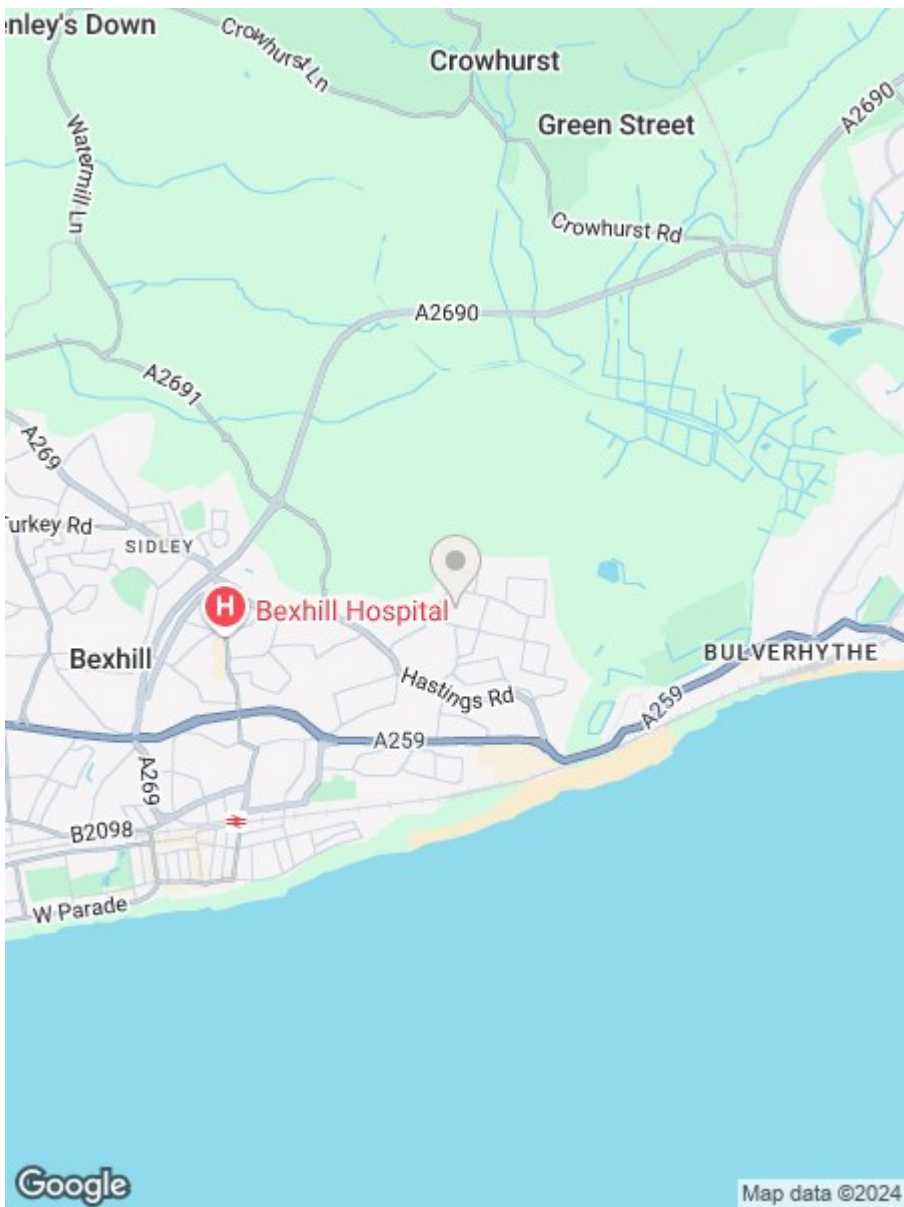 enley's Down
Crowhurst Ln
Crowhurst
Green Street
A2690
Watermill Ln
Crowhurst Rd
A2690
A2691
A269
Turkey Rd
SIDLEY
H
Bexhill Hospital
Bexhill
BULVERHYTHE
Hastings Rd
A259
A259
A269
B2098
W Parade
Google
Map data ©2024